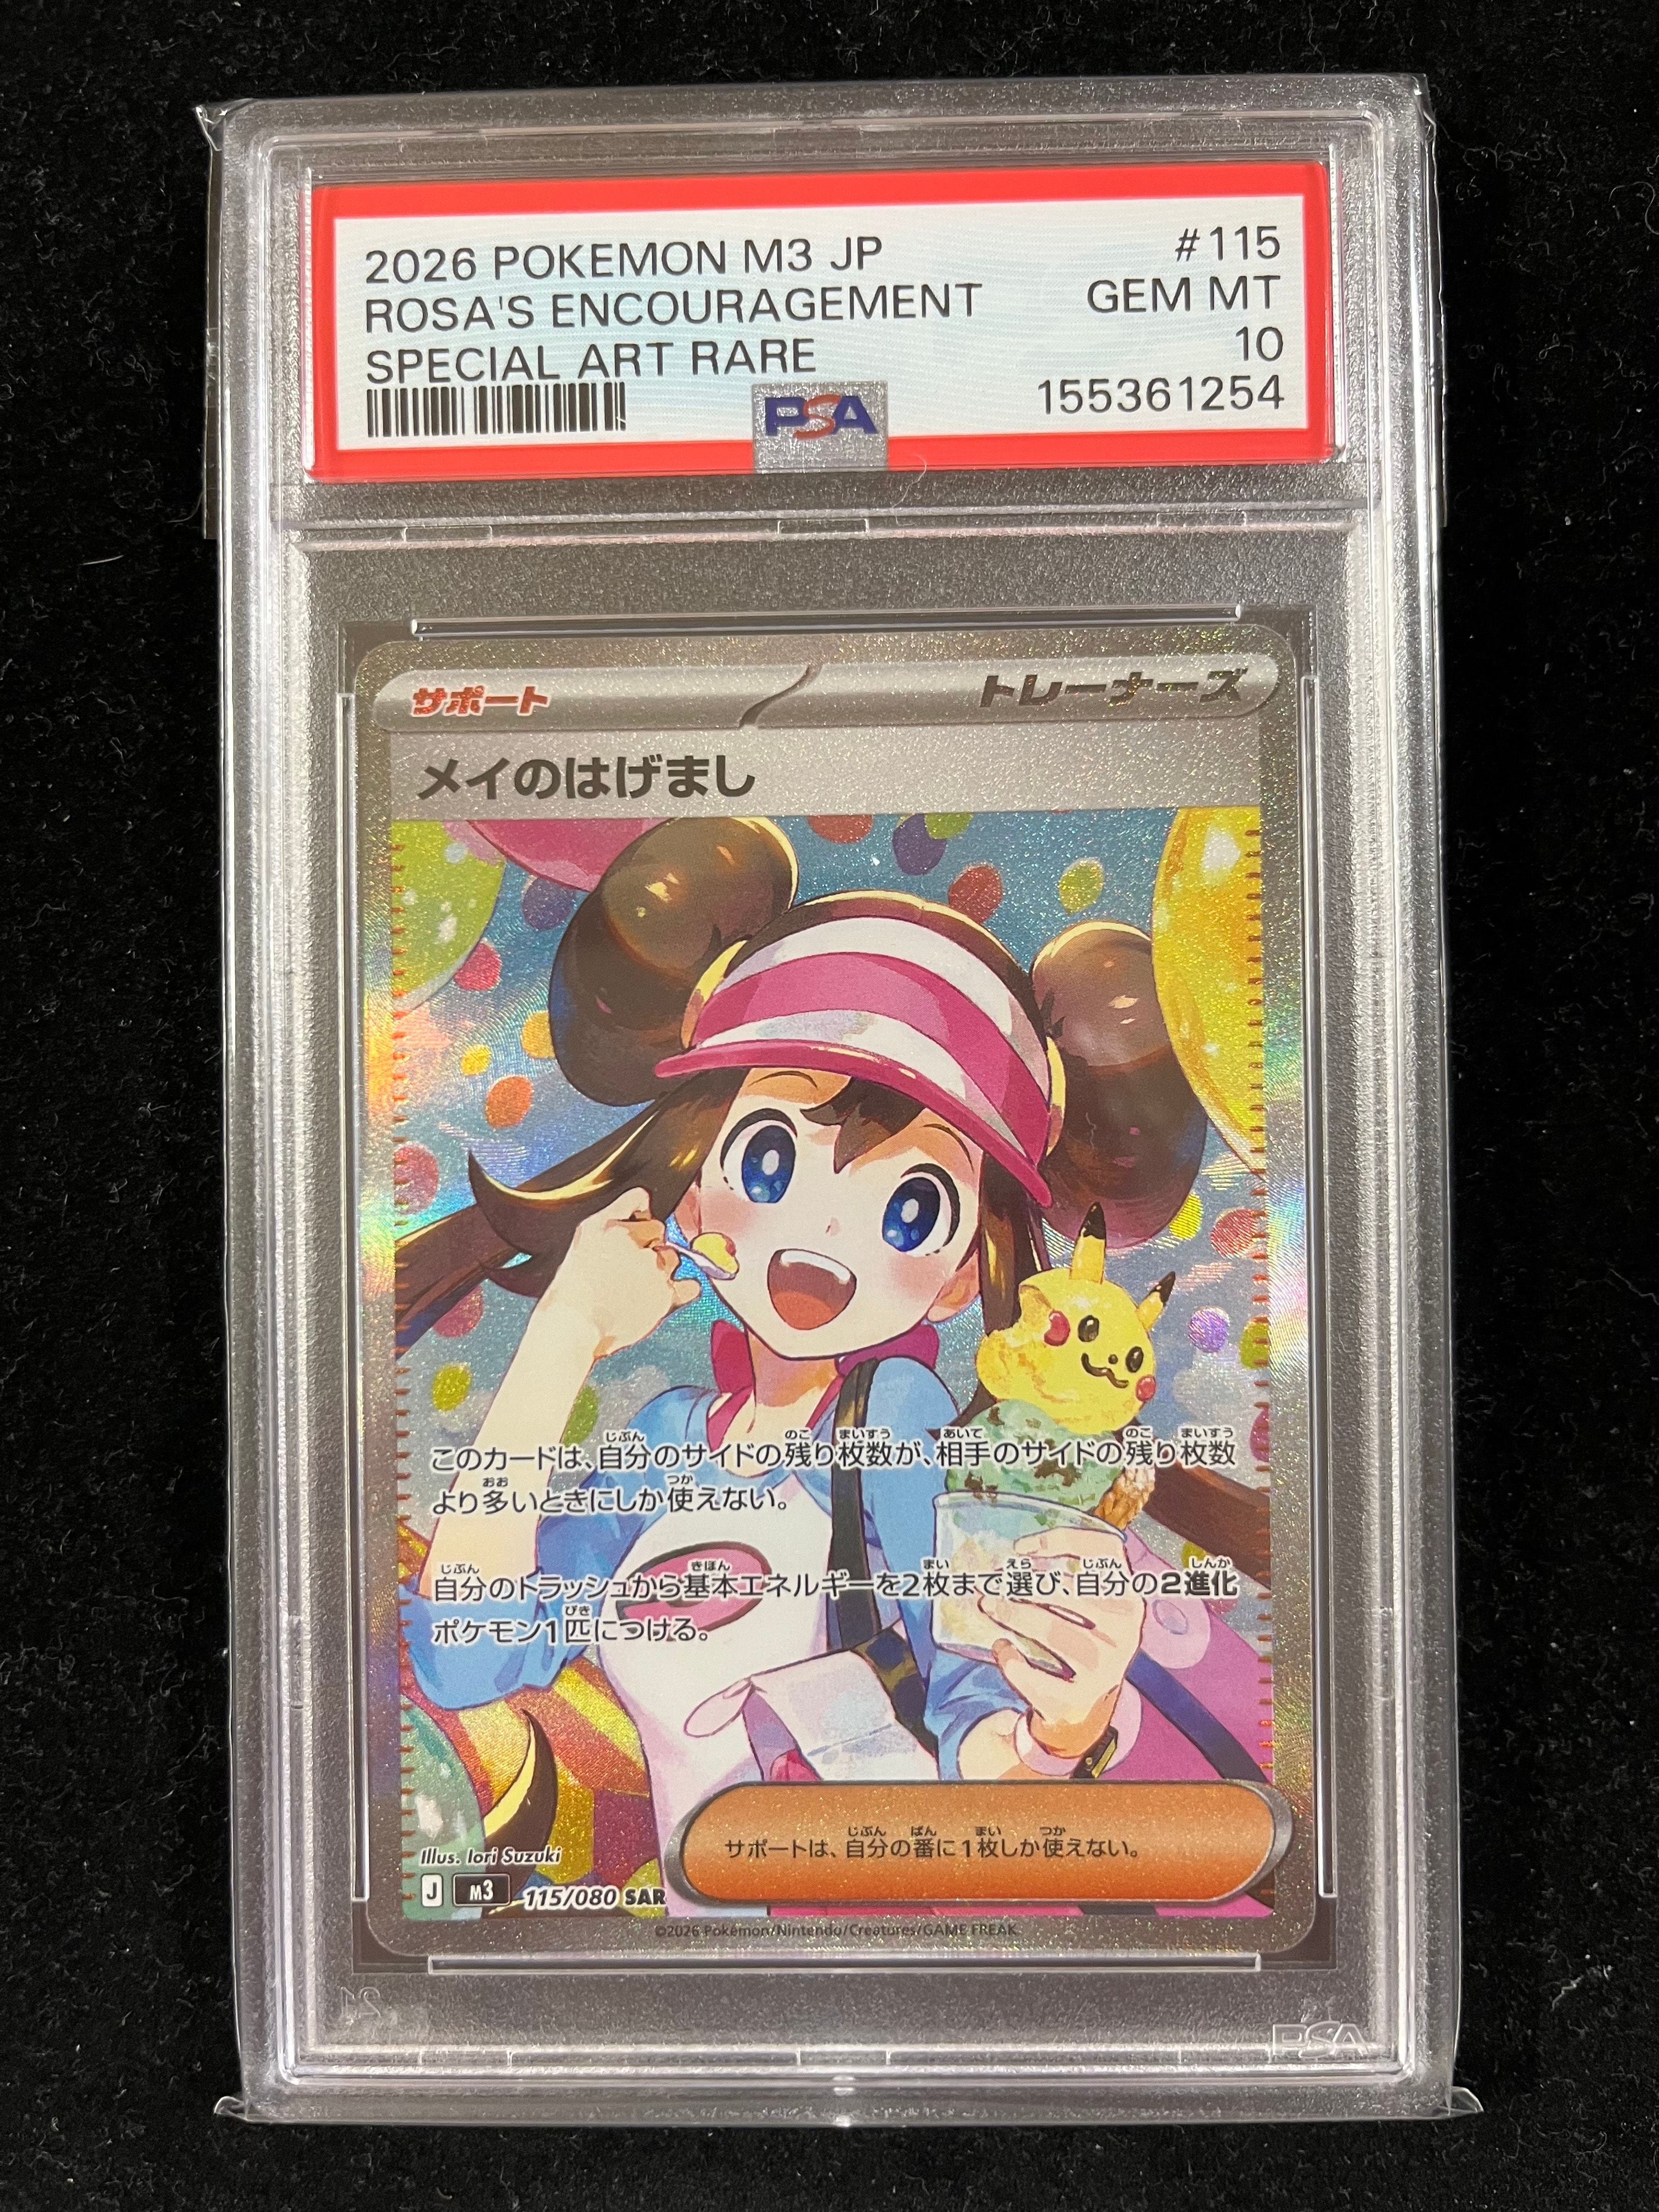 2026 POKEMON M3 JP #115
ROSA'S ENCOURAGEMENT GEM MT
SPECIAL ART RARE 10
155361254
PSA
サポート トレーナーズ
メイのはげまし
このカードは、自分のサイドの残り枚数が、相手のサイドの残り枚数
より多いときにしか使えない。
自分のトラッシュから基本エネルギーを2枚まで選び、自分の2進化
ポケモン1匹につける。
サポートは、自分の番に1枚しか使えない。
Illus. Iori Suzuki
J M3 115/080 SAR
©2026 Pokémon/Nintendo/Creatures/GAME FREAK
PSA